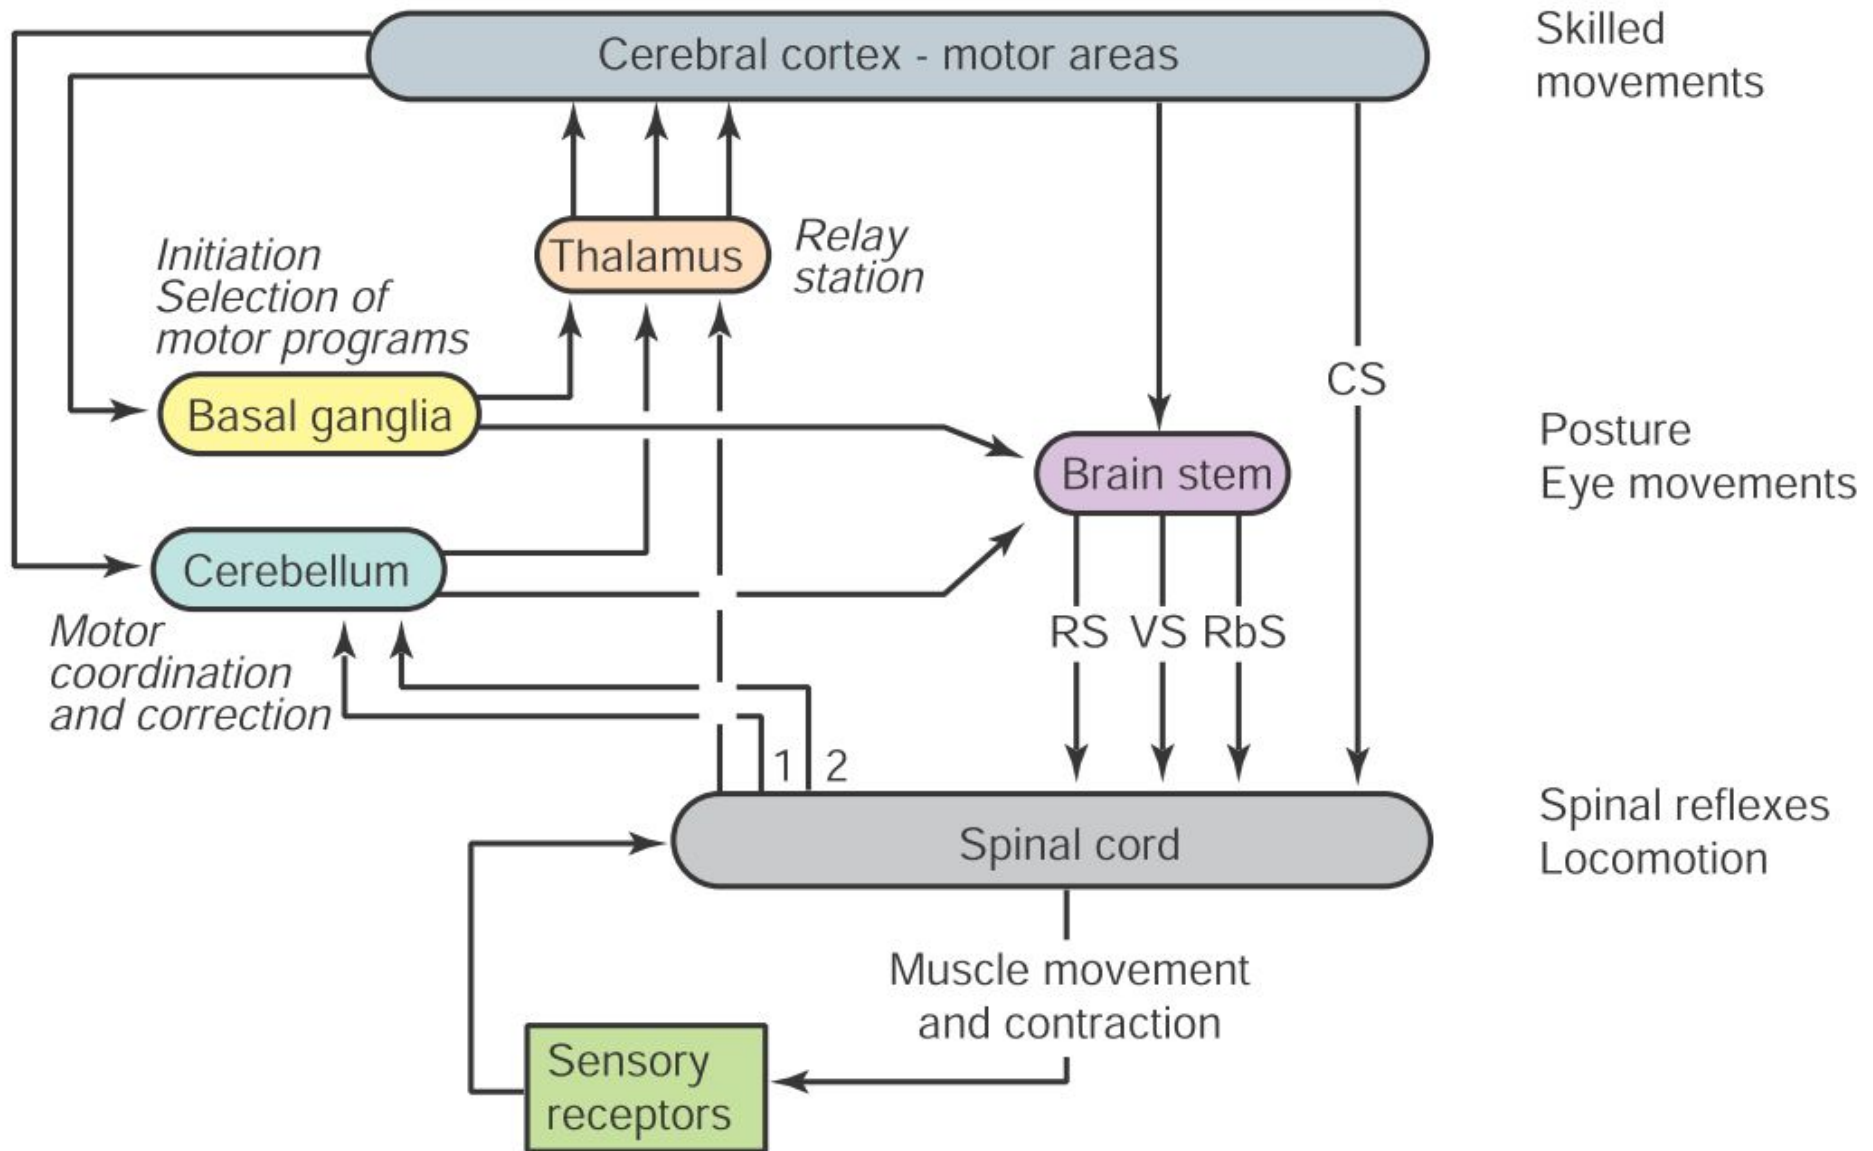 Cerebral cortex - motor areas
Skilled
movements
Thalamus
Relay
station
Initiation
Selection of
motor programs
Basal ganglia
CS
Brain stem
Posture
Eye movements
Cerebellum
Motor
coordination
and correction
RS VS RbS
1 2
Spinal cord
Spinal reflexes
Locomotion
Muscle movement
and contraction
Sensory
receptors